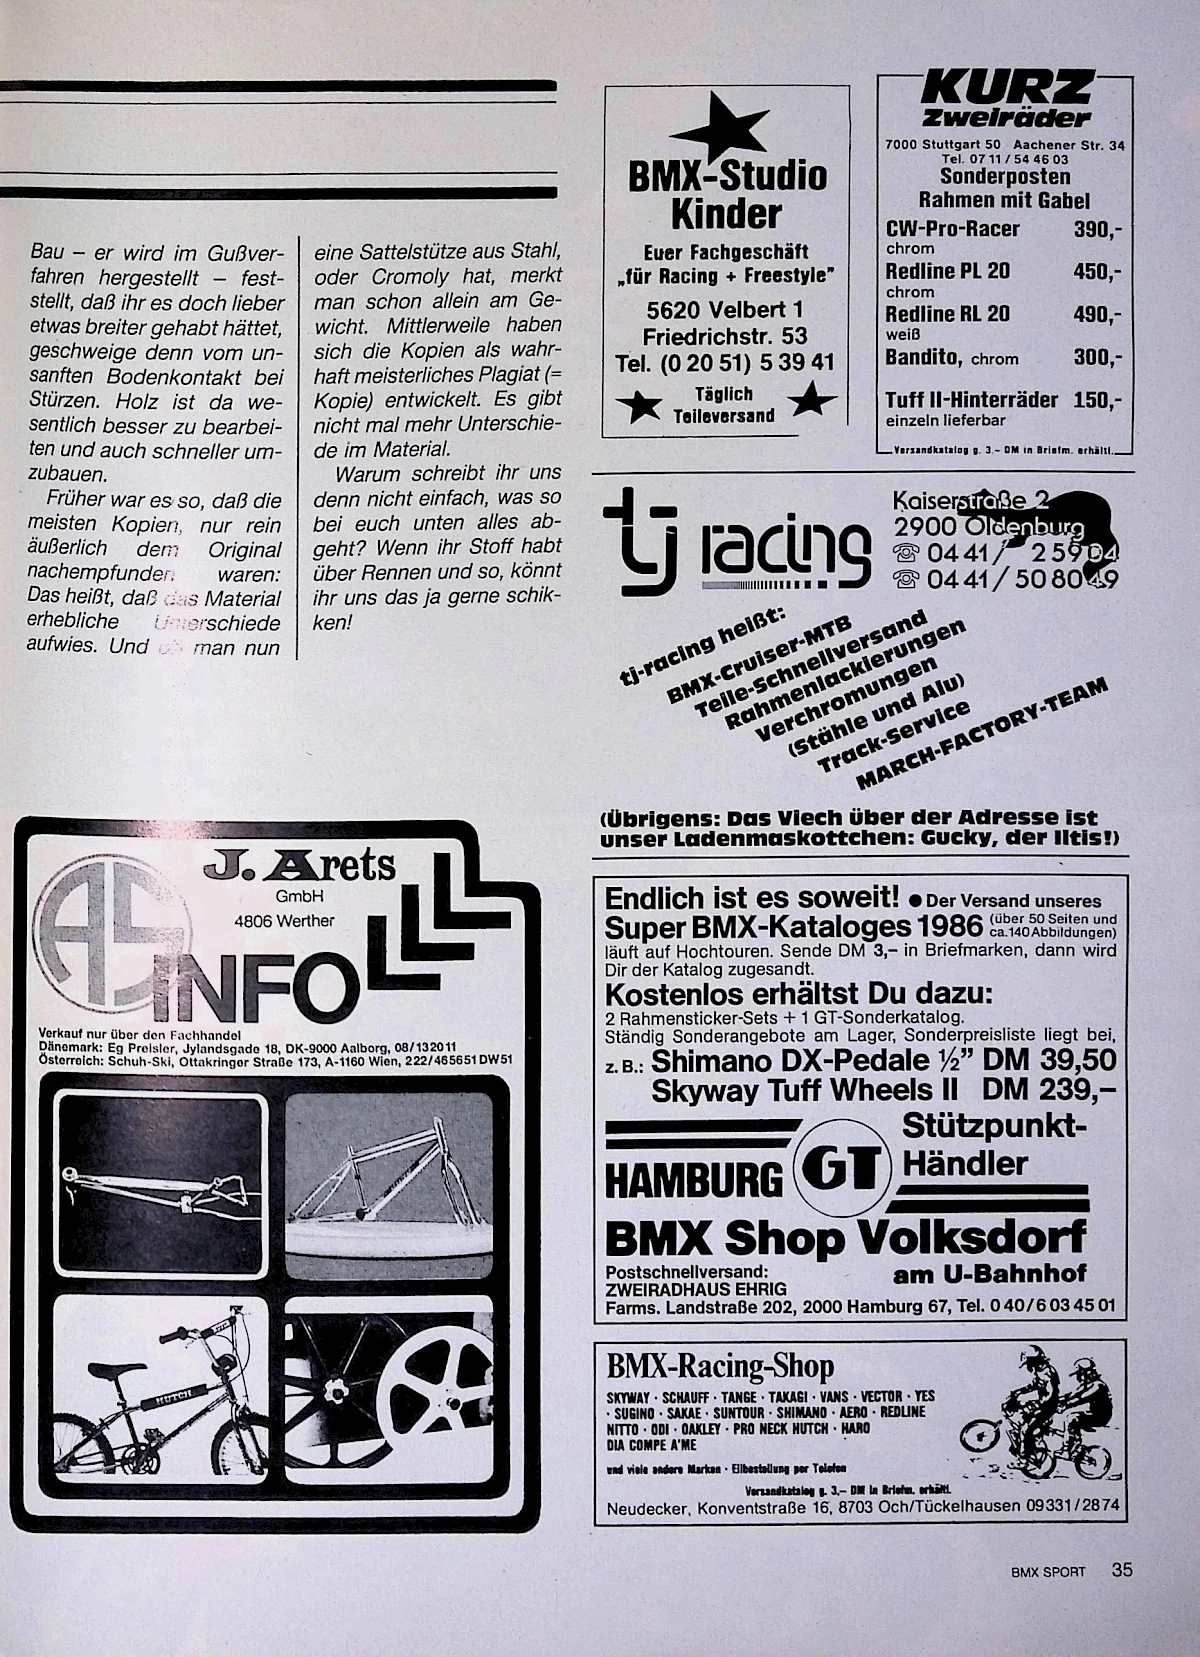 Bau – er wird im Gußver-
fahren hergestellt – fest-
stellt, daß ihr es doch lieber
etwas breiter gehabt hättet,
geschweige denn vom un-
sanften Bodenkontakt bei
Stürzen. Holz ist da we-
sentlich besser zu bearbei-
ten und auch schneller um-
zubauen.
Früher war es so, daß die
meisten Kopien, nur rein
äußerlich dem Original
nachempfunden waren:
Das heißt, daß das Material
erhebliche Unterschiede
aufwies. Und ob man nun
eine Sattelstütze aus Stahl,
oder Cromoly hat, merkt
man schon allein am Ge-
wicht. Mittlerweile haben
sich die Kopien als wahr-
haft meisterliches Plagiat (=
Kopie) entwickelt. Es gibt
nicht mal mehr Unterschie-
de im Material.
Warum schreibt ihr uns
denn nicht einfach, was so
bei euch unten alles ab-
geht? Wenn ihr Stoff habt
über Rennen und so, könnt
ihr uns das ja gerne schik-
ken!
J. Arets
GmbH
4806 Werther
AS
INFO
Verkauf nur über den Fachhandel
Dänemark: Eg Preisler, Jylandsgade 18, DK-9000 Aalborg, 08/132011
Österreich: Schuh-Ski, Ottakringer Straße 173, A-1160 Wien, 222/465651 DW51
HUTCH
BMX-Studio
Kinder
Euer Fachgeschäft
„für Racing + Freestyle”
5620 Velbert 1
Friedrichstr. 53
Tel. (0 20 51) 5 39 41
Täglich
Teileversand
KURZ
Zweiräder
7000 Stuttgart 50 Aachener Str. 34
Tel. 07 11 / 54 46 03
Sonderposten
Rahmen mit Gabel
CW-Pro-Racer 390,-
chrom
Redline PL 20 450,-
chrom
Redline RL 20 490,-
weiß
Bandito, chrom 300,-
Tuff II-Hinterräder 150,-
einzeln lieferbar
Versandkatalog g. 3,- DM in Briefm. erhältl.
tj racing
Kaiserstraße 2
2900 Oldenburg
☏ 04 41 / 2 59 04
☏ 04 41 / 50 80 49
tj-racing heißt:
BMX-Cruiser-MTB
Teile-Schnellversand
Rahmenlackierungen
Verchromungen
(Stähle und Alu)
Track-Service
MARCH-FACTORY-TEAM
(Übrigens: Das Viech über der Adresse ist
unser Ladenmaskottchen: Gucky, der Iltis!)
Endlich ist es soweit! ● Der Versand unseres
Super BMX-Kataloges 1986 (über 50 Seiten und
ca. 140 Abbildungen)
läuft auf Hochtouren. Sende DM 3,– in Briefmarken, dann wird
Dir der Katalog zugesandt.
Kostenlos erhältst Du dazu:
2 Rahmensticker-Sets + 1 GT-Sonderkatalog.
Ständig Sonderangebote am Lager, Sonderpreisliste liegt bei,
z. B.: Shimano DX-Pedale ½” DM 39,50
Skyway Tuff Wheels II DM 239,–
HAMBURG GT Stützpunkt-
Händler
BMX Shop Volksdorf
am U-Bahnhof
Postschnellversand:
ZWEIRADHAUS EHRIG
Farms. Landstraße 202, 2000 Hamburg 67, Tel. 0 40/6 03 45 01
BMX-Racing-Shop
SKYWAY · SCHAUFF · TANGE · TAKAGI · VANS · VECTOR · YES
· SUGINO · SAKAE · SUNTOUR · SHIMANO · AERO · REDLINE
NITTO · ODI · OAKLEY · PRO NECK HUTCH · HARO
DIA COMPE A'ME
und viele andere Marken · Eilbestellung per Telefon
Versandkatalog g. 3,– DM in Briefm. erhältl.
Neudecker, Konventstraße 16, 8703 Och/Tückelhausen 09331/2874
BMX SPORT 35